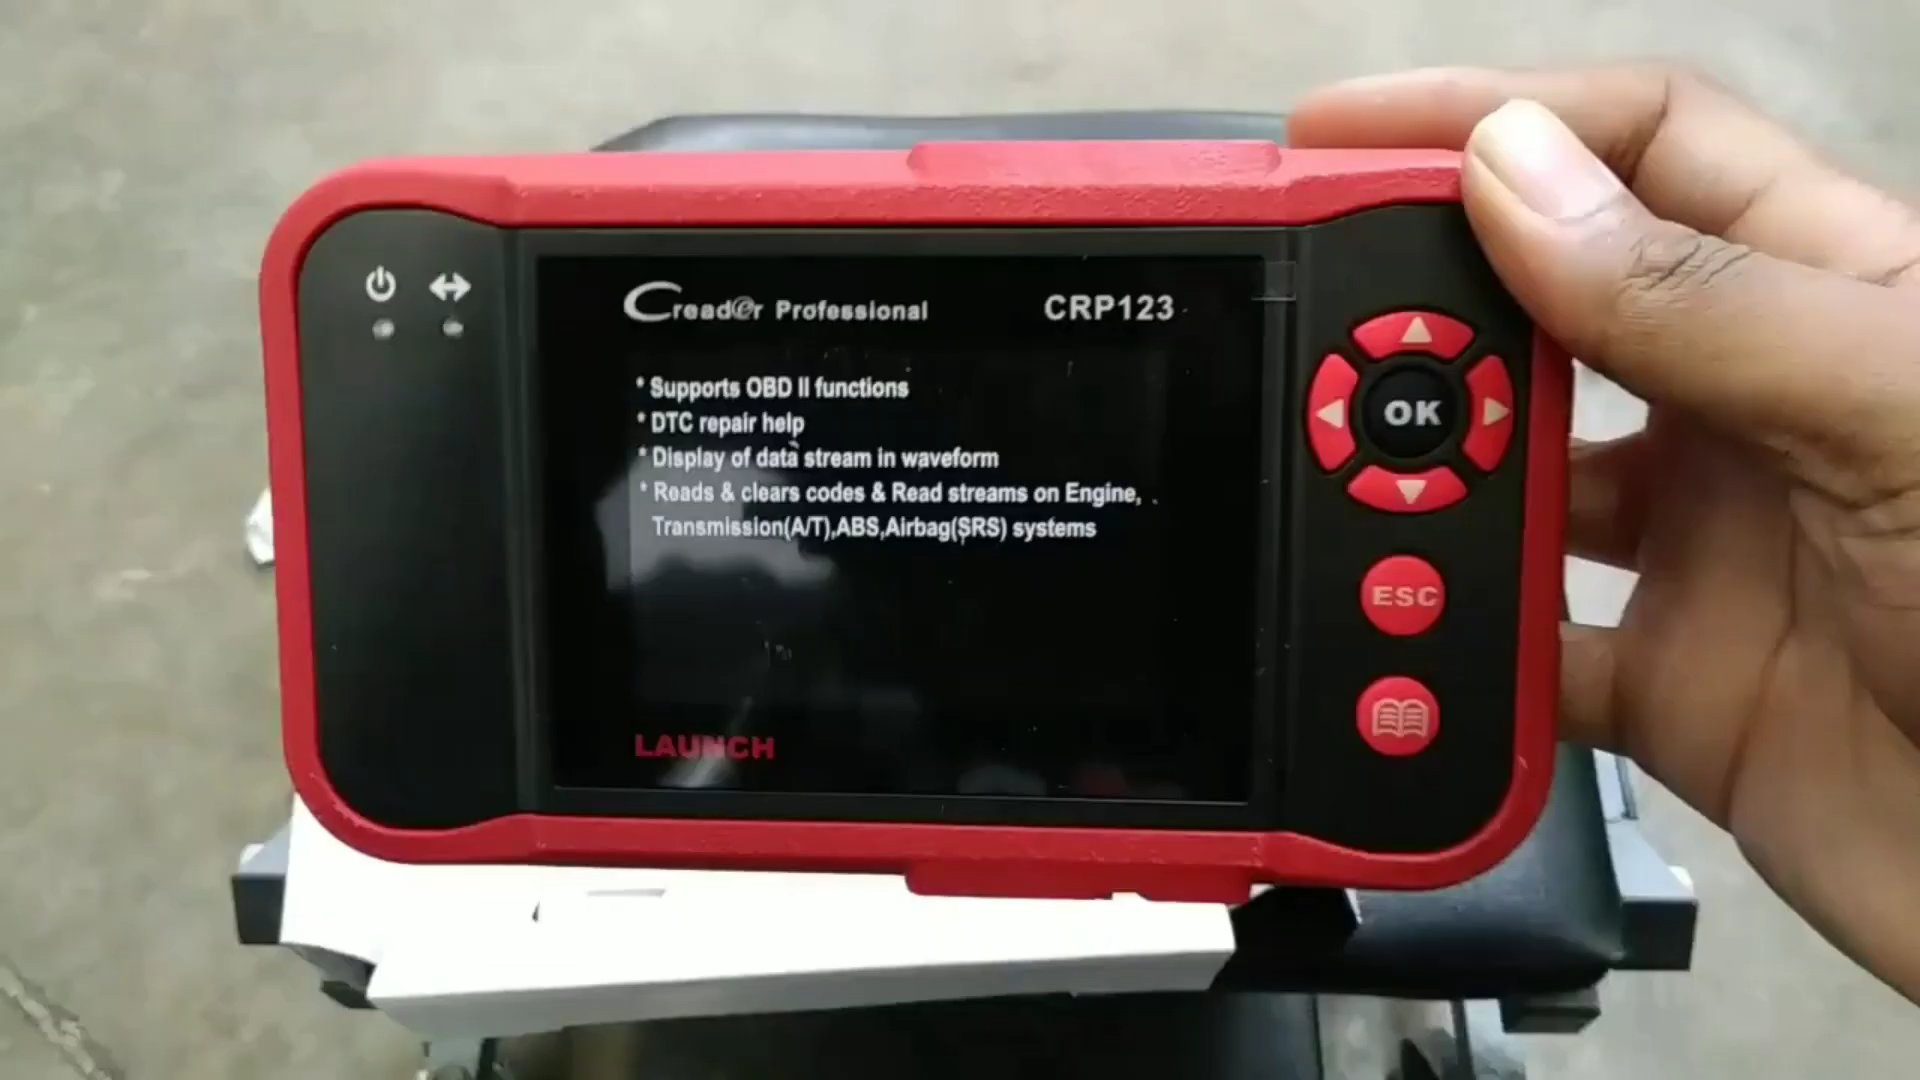 Creader Professional CRP123
* Supports OBD II functions
* DTC repair help
* Display of data stream in waveform
* Reads & clears codes & Read streams on Engine,
Transmission(A/T),ABS,Airbag(SRS) systems
OK
ESC
LAUNCH